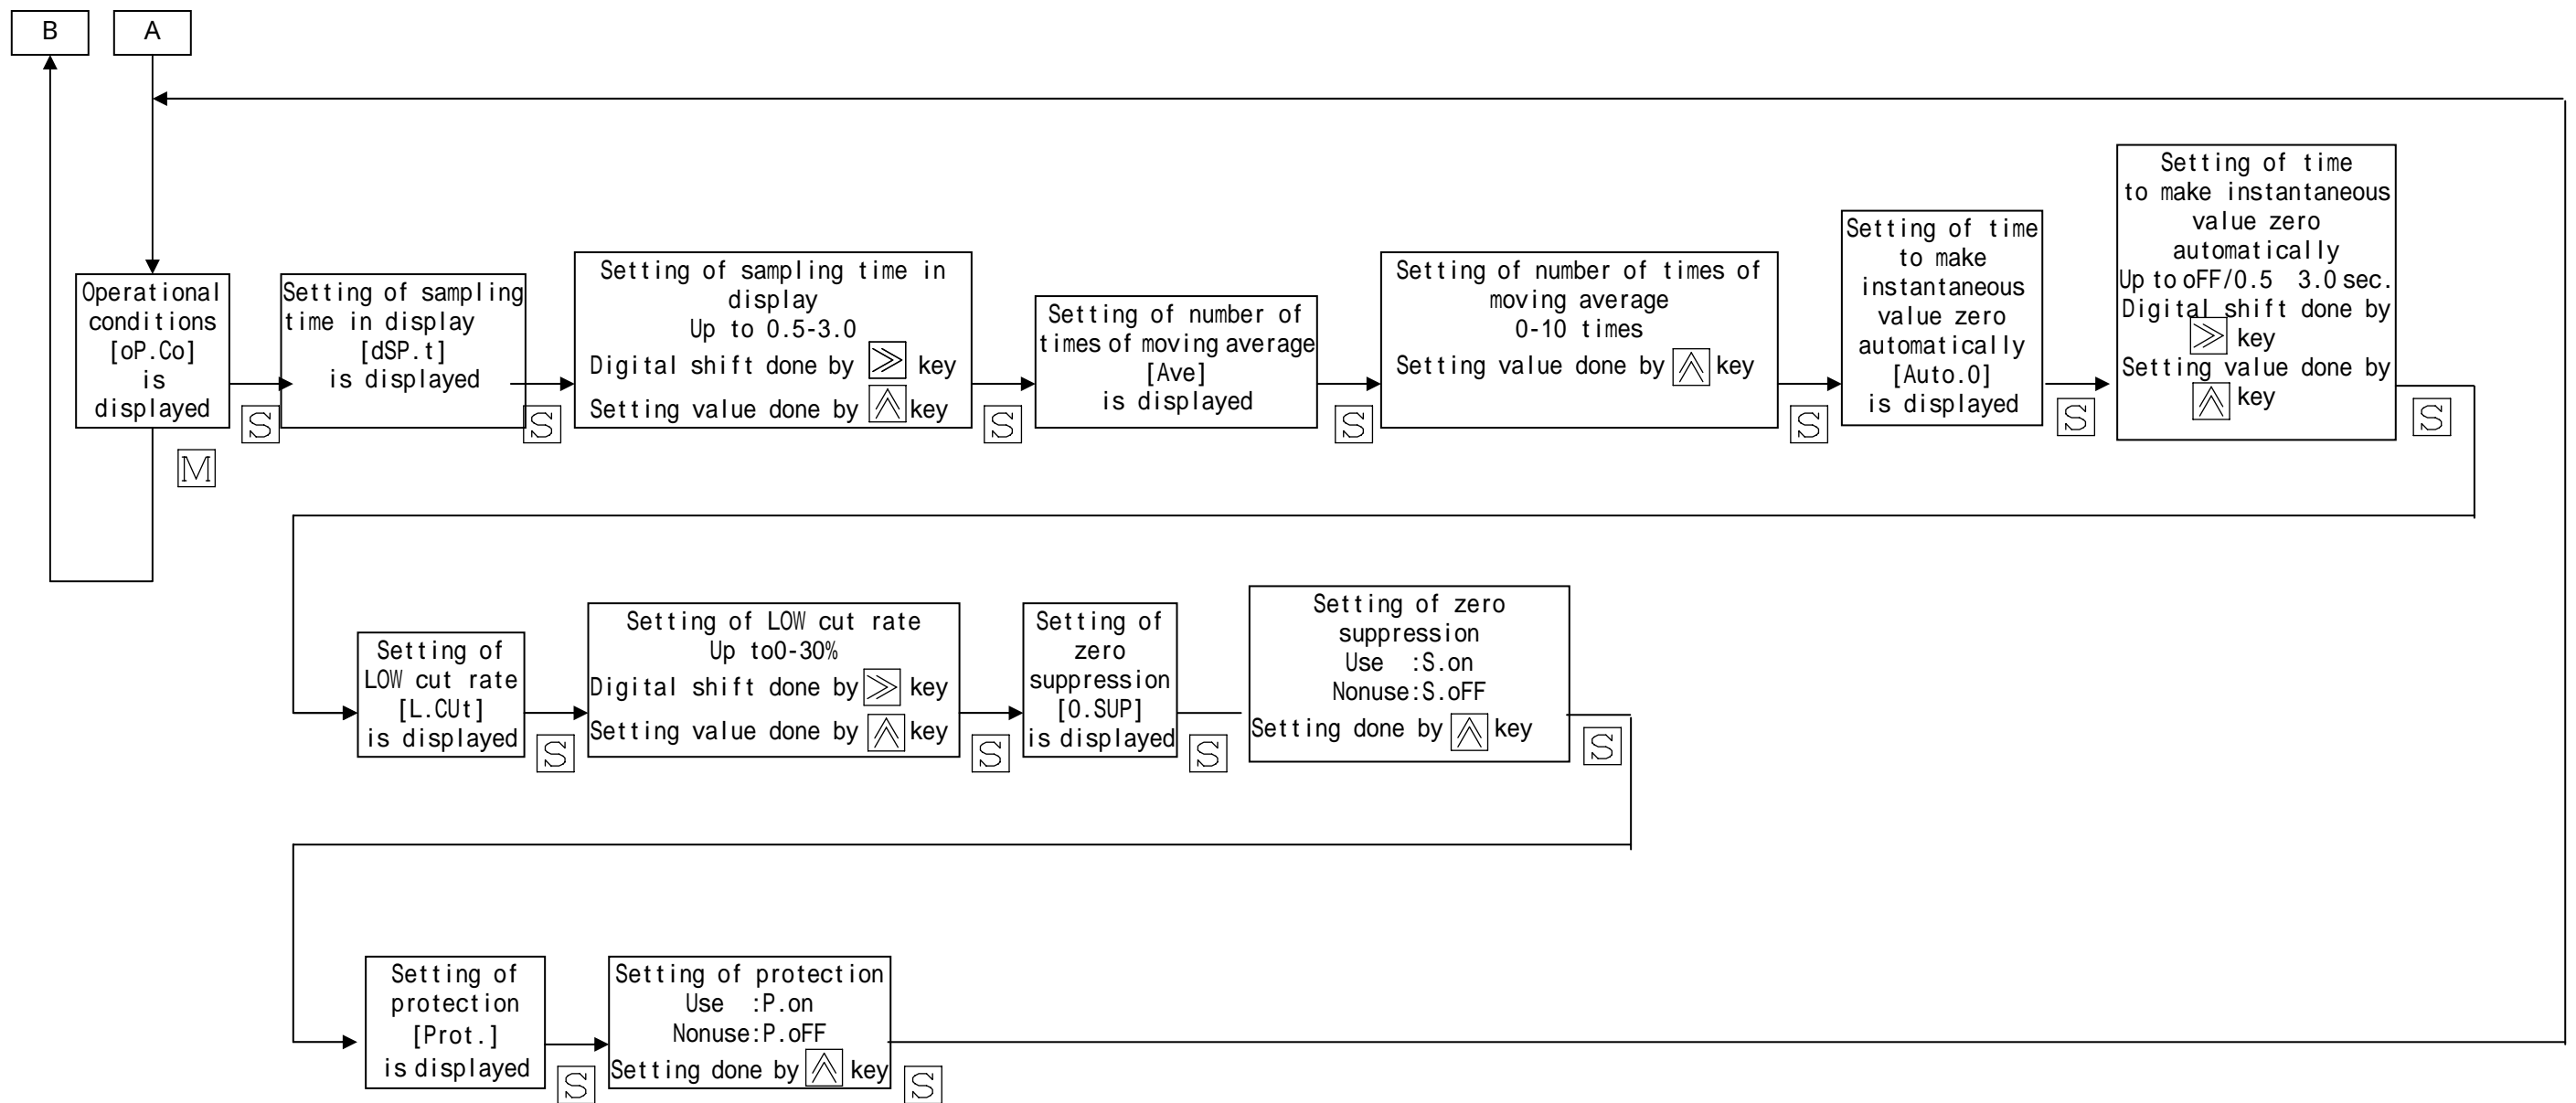 B
A
Operational
conditions
[oP.Co]
is
displayed
M
S
Setting of sampling
time in display
[dSP.t]
is displayed
S
Setting of sampling time in
display
Up to 0.5-3.0
Digital shift done by ≫ key
Setting value done by ︽ key
S
Setting of number of
times of moving average
[Ave]
is displayed
S
Setting of number of times of
moving average
0-10 times
Setting value done by ︽ key
S
Setting of time
to make
instantaneous
value zero
automatically
[Auto.0]
is displayed
S
Setting of time
to make instantaneous
value zero
automatically
Up to oFF/0.5 3.0 sec.
Digital shift done by
≫ key
Setting value done by
︽ key
S
Setting of
LOW cut rate
[L.CUt]
is displayed
S
Setting of LOW cut rate
Up to0-30%
Digital shift done by ≫ key
Setting value done by ︽ key
S
Setting of
zero
suppression
[0.SUP]
is displayed
S
Setting of zero
suppression
Use :S.on
Nonuse:S.oFF
Setting done by ︽ key
S
Setting of
protection
[Prot.]
is displayed
S
Setting of protection
Use :P.on
Nonuse:P.oFF
Setting done by ︽ key
S